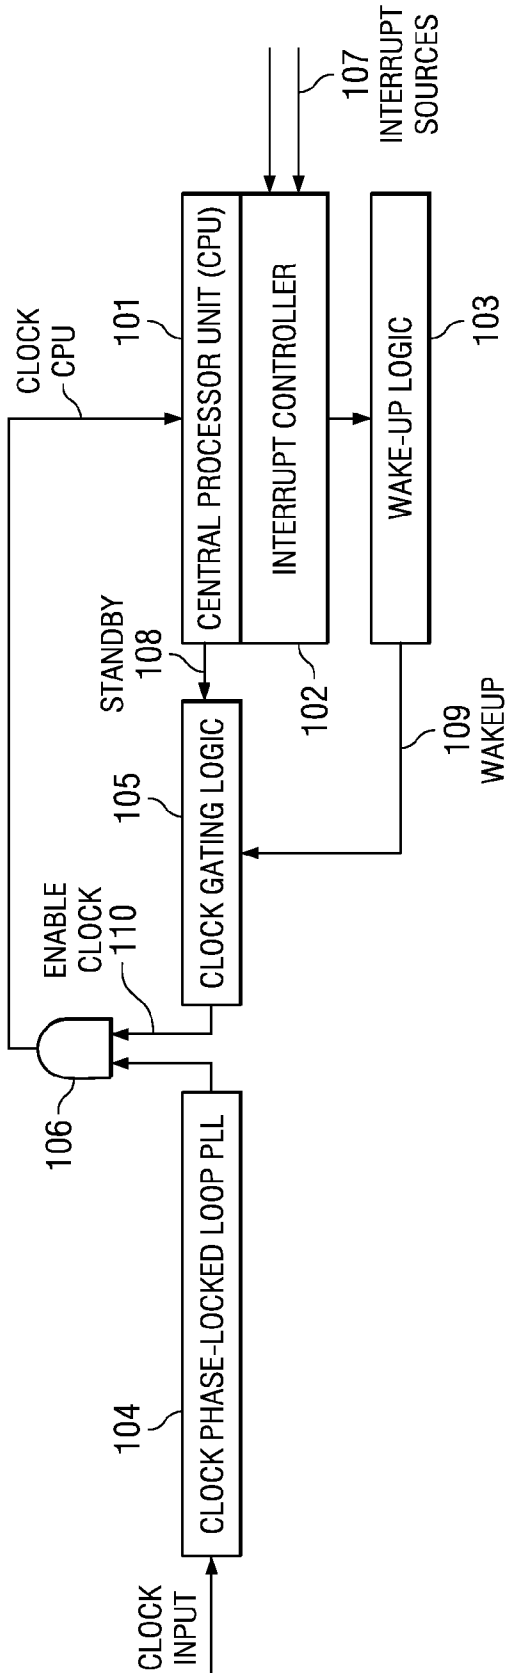 CLOCK
INPUT
104
CLOCK PHASE-LOCKED LOOP PLL
106
ENABLE
CLOCK
110
105
CLOCK GATING LOGIC
STANDBY
108
CLOCK
CPU
101
CENTRAL PROCESSOR UNIT (CPU)
INTERRUPT CONTROLLER
102
107
INTERRUPT
SOURCES
WAKE-UP LOGIC
103
109
WAKEUP